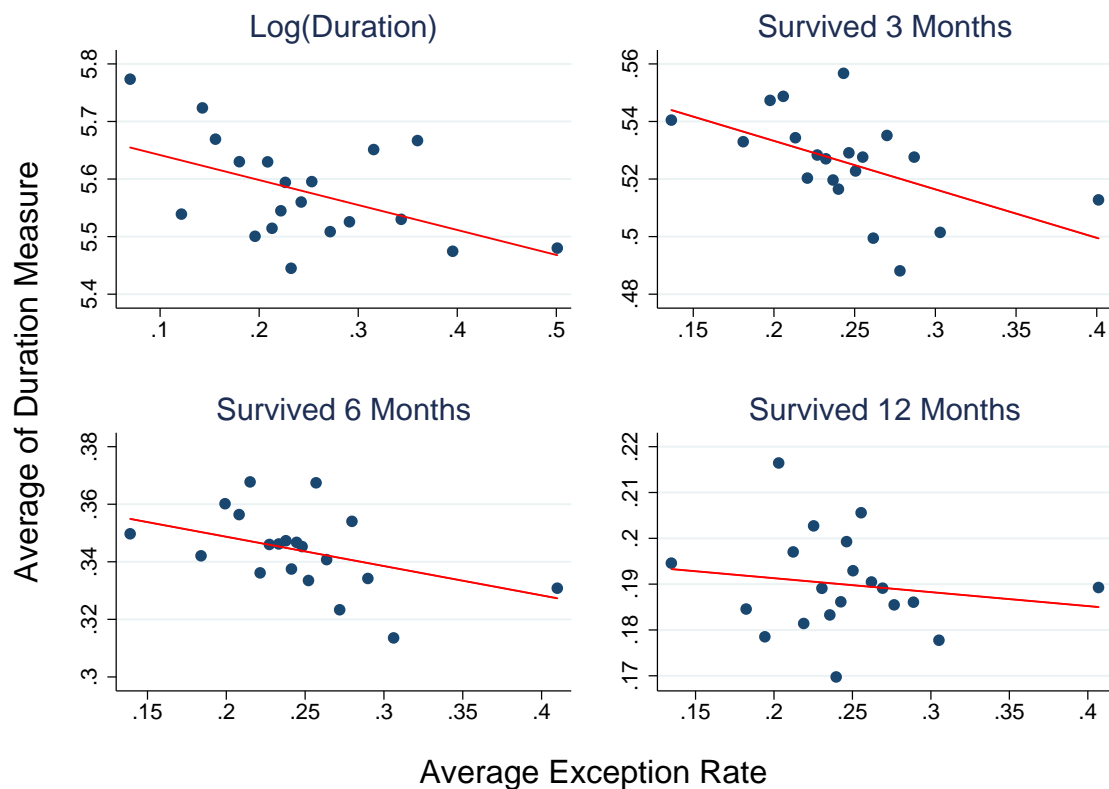 Log(Duration)
5.8
5.7
5.6
5.5
5.4
.1 .2 .3 .4 .5
Survived 3 Months
.56
.54
.52
.5
.48
.15 .2 .25 .3 .35 .4
Survived 6 Months
.38
.36
.34
.32
.3
.15 .2 .25 .3 .35 .4
Survived 12 Months
.22
.21
.2
.19
.18
.17
.15 .2 .25 .3 .35 .4
Average of Duration Measure
Average Exception Rate